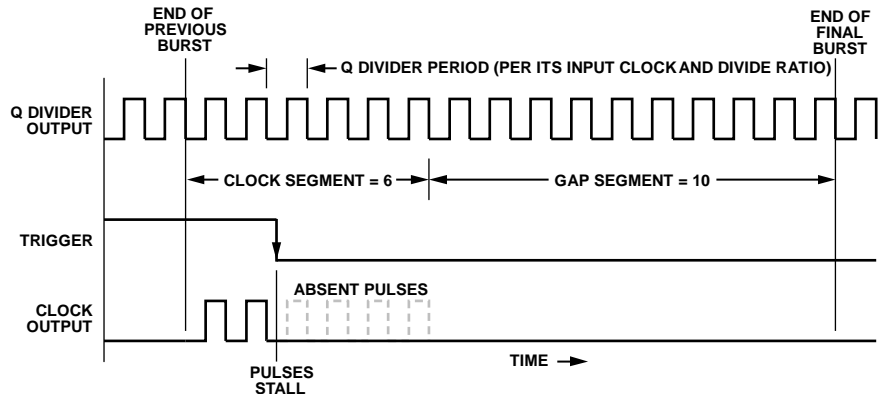 END OF
PREVIOUS
BURST
END OF
FINAL
BURST
Q DIVIDER PERIOD (PER ITS INPUT CLOCK AND DIVIDE RATIO)
Q DIVIDER
OUTPUT
CLOCK SEGMENT = 6
GAP SEGMENT = 10
TRIGGER
ABSENT PULSES
CLOCK
OUTPUT
TIME
PULSES
STALL